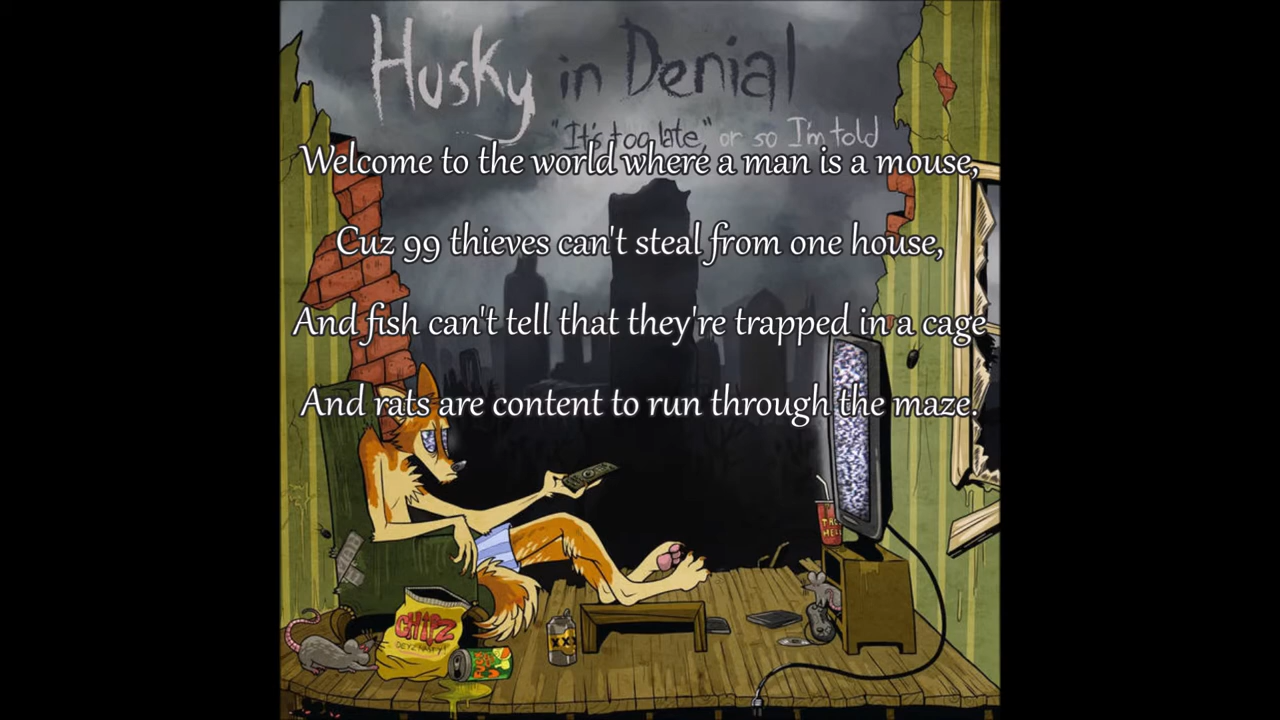 Husky in Denial
"It's too late," or so I'm told
Welcome to the world where a man is a mouse,
Cuz 99 thieves can't steal from one house,
And fish can't tell that they're trapped in a cage
And rats are content to run through the maze.
CHIPZ
XXX